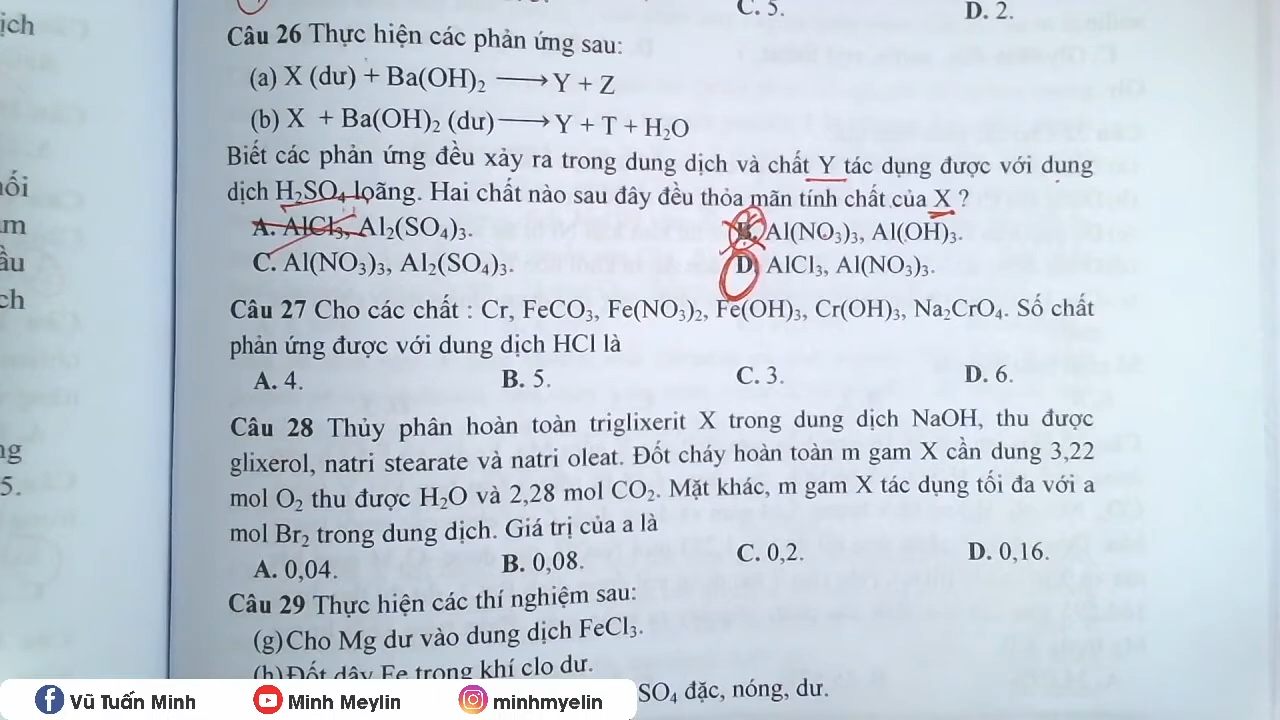 ịch
C. 5.
D. 2.
Câu 26 Thực hiện các phản ứng sau:
(a) X (dư) + Ba(OH)₂ ⟶ Y + Z
(b) X + Ba(OH)₂ (dư) ⟶ Y + T + H₂O
Biết các phản ứng đều xảy ra trong dung dịch và chất Y tác dụng được với dung
dịch H₂SO₄ loãng. Hai chất nào sau đây đều thỏa mãn tính chất của X ?
A. AlCl₃, Al₂(SO₄)₃.
B. Al(NO₃)₃, Al(OH)₃.
C. Al(NO₃)₃, Al₂(SO₄)₃.
D. AlCl₃, Al(NO₃)₃.
Câu 27 Cho các chất : Cr, FeCO₃, Fe(NO₃)₂, Fe(OH)₃, Cr(OH)₃, Na₂CrO₄. Số chất
phản ứng được với dung dịch HCl là
A. 4.
B. 5.
C. 3.
D. 6.
Câu 28 Thủy phân hoàn toàn triglixerit X trong dung dịch NaOH, thu được
glixerol, natri stearate và natri oleat. Đốt cháy hoàn toàn m gam X cần dung 3,22
mol O₂ thu được H₂O và 2,28 mol CO₂. Mặt khác, m gam X tác dụng tối đa với a
mol Br₂ trong dung dịch. Giá trị của a là
A. 0,04.
B. 0,08.
C. 0,2.
D. 0,16.
Câu 29 Thực hiện các thí nghiệm sau:
(g) Cho Mg dư vào dung dịch FeCl₃.
(h) Đốt dây Fe trong khí clo dư.
SO₄ đặc, nóng, dư.
ối
m
ầu
ch
ng
5.
Vũ Tuấn Minh
Minh Meylin
minhmyelin